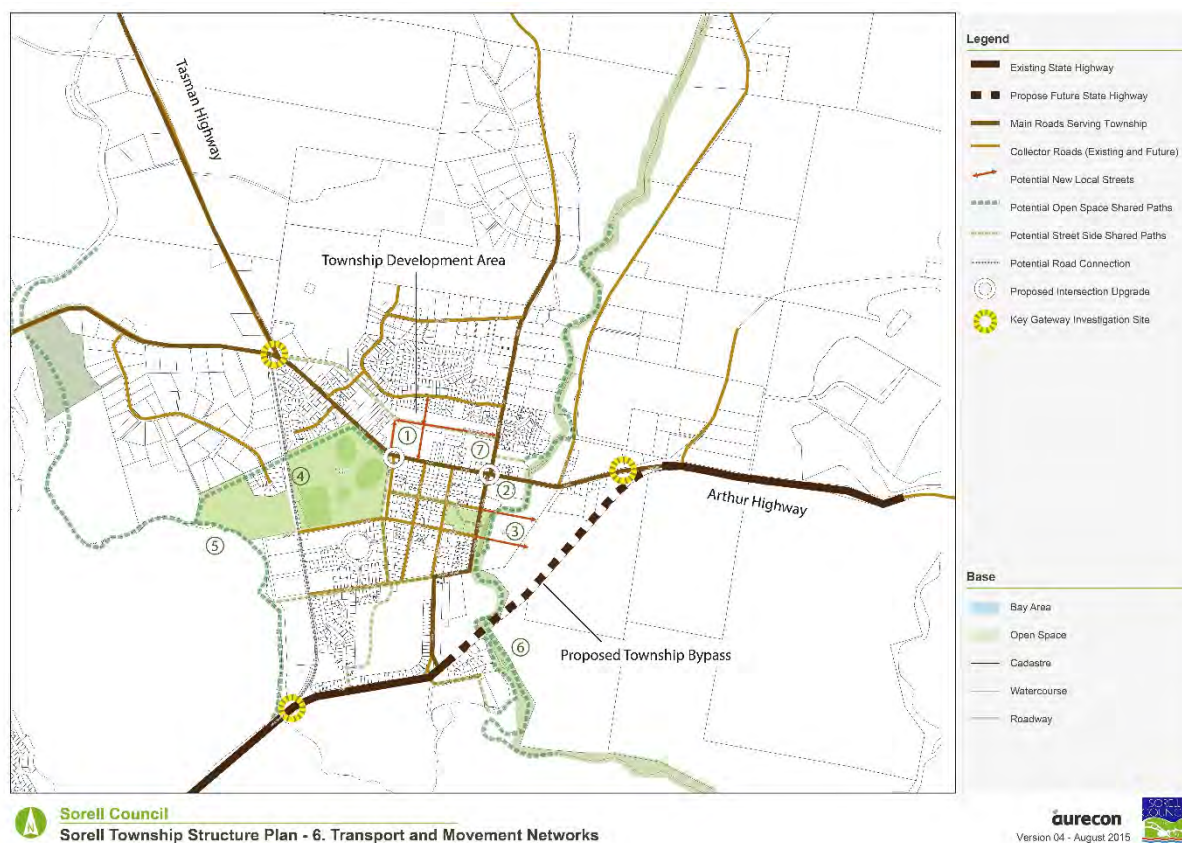 Tasman Highway
Township Development Area
①
⑦
②
④
③
⑤
Arthur Highway
⑥
Proposed Township Bypass
Legend
Existing State Highway
Propose Future State Highway
Main Roads Serving Township
Collector Roads (Existing and Future)
Potential New Local Streets
Potential Open Space Shared Paths
Potential Street Side Shared Paths
Potential Road Connection
Proposed Intersection Upgrade
Key Gateway Investigation Site
Base
Bay Area
Open Space
Cadastre
Watercourse
Roadway
N
Sorell Council
Sorell Township Structure Plan - 6. Transport and Movement Networks
aurecon
Version 04 - August 2015
SORELL
COUNCIL